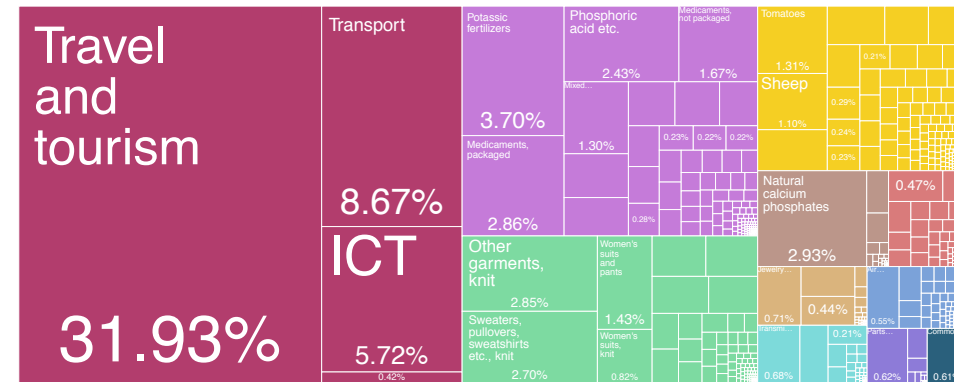 Travel
and
tourism
31.93%
Transport
8.67%
ICT
5.72%
0.42%
Potassic
fertilizers
3.70%
Medicaments,
packaged
2.86%
Phosphoric
acid etc.
2.43%
Medicaments,
not packaged
1.67%
Mixed...
1.30%
0.23%
0.22%
0.22%
0.28%
Other
garments,
knit
2.85%
Sweaters,
pullovers,
sweatshirts
etc., knit
2.70%
Women's
suits
and
pants
1.43%
Women's
suits,
knit
0.82%
Tomatoes
1.31%
Sheep
1.10%
0.21%
0.29%
0.24%
0.23%
Natural
calcium
phosphates
2.93%
0.47%
Jewelry...
0.71%
0.44%
Air...
0.55%
Transmi...
0.68%
0.21%
Parts...
0.62%
Commo
0.61%